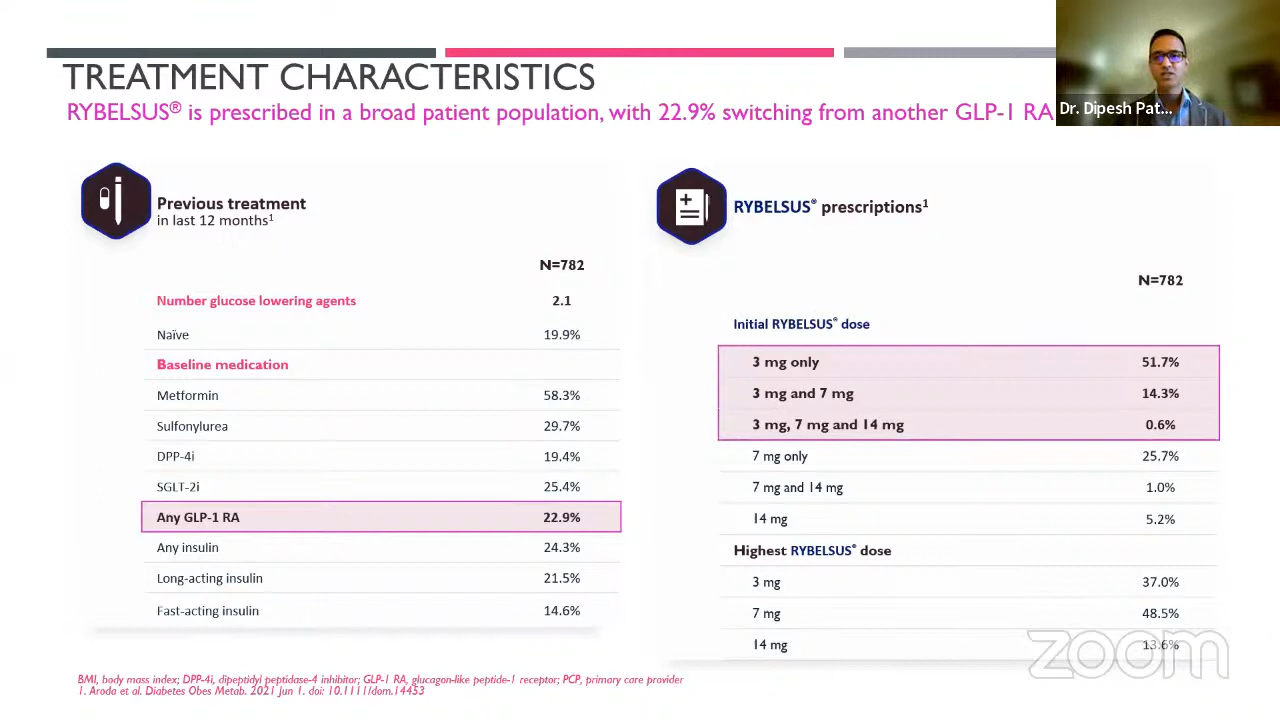 TREATMENT CHARACTERISTICS
RYBELSUS® is prescribed in a broad patient population, with 22.9% switching from another GLP-1 RA
Dr. Dipesh Pat...
Previous treatment
in last 12 months¹
N=782
Number glucose lowering agents 2.1
Naïve 19.9%
Baseline medication
Metformin 58.3%
Sulfonylurea 29.7%
DPP-4i 19.4%
SGLT-2i 25.4%
Any GLP-1 RA 22.9%
Any insulin 24.3%
Long-acting insulin 21.5%
Fast-acting insulin 14.6%
RYBELSUS® prescriptions¹
N=782
Initial RYBELSUS® dose
3 mg only 51.7%
3 mg and 7 mg 14.3%
3 mg, 7 mg and 14 mg 0.6%
7 mg only 25.7%
7 mg and 14 mg 1.0%
14 mg 5.2%
Highest RYBELSUS® dose
3 mg 37.0%
7 mg 48.5%
14 mg 13.6%
zoom
BMI, body mass index; DPP-4i, dipeptidyl peptidase-4 inhibitor; GLP-1 RA, glucagon-like peptide-1 receptor; PCP, primary care provider
1. Aroda et al. Diabetes Obes Metab. 2021 Jun 1. doi: 10.1111/dom.14453